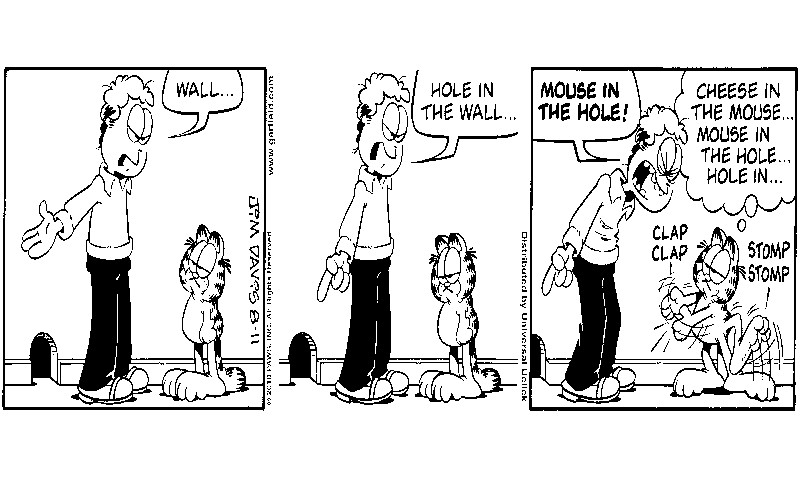 WALL...
www.garfield.com
JIM DAVIS 11-8
© 2010 PAWS, INC. All Rights Reserved.
HOLE IN
THE WALL...
Distributed by Universal Uclick
MOUSE IN
THE HOLE!
CHEESE IN
THE MOUSE...
MOUSE IN
THE HOLE...
HOLE IN...
CLAP
CLAP
STOMP
STOMP